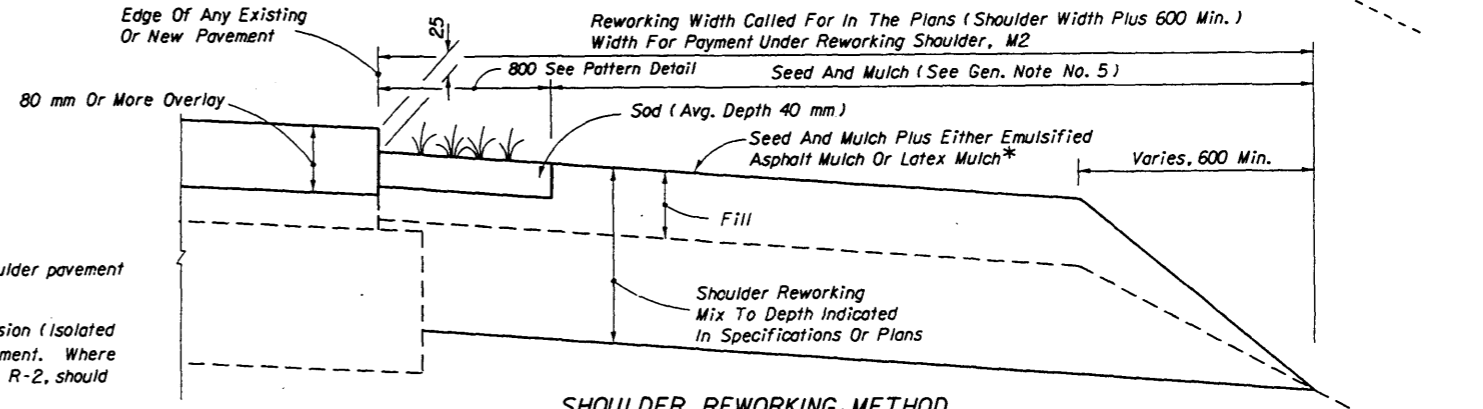 Edge Of Any Existing
Or New Pavement
25
Reworking Width Called For In The Plans (Shoulder Width Plus 600 Min.)
Width For Payment Under Reworking Shoulder, M2
800 See Pattern Detail
Seed And Mulch (See Gen. Note No. 5)
80 mm Or More Overlay
Sod (Avg. Depth 40 mm)
Seed And Mulch Plus Either Emulsified
Asphalt Mulch Or Latex Mulch*
Varies, 600 Min.
Fill
ulder pavement
Shoulder Reworking
Mix To Depth Indicated
In Specifications Or Plans
sion (Isolated
ment. Where
R-2, should
SHOULDER REWORKING METHOD